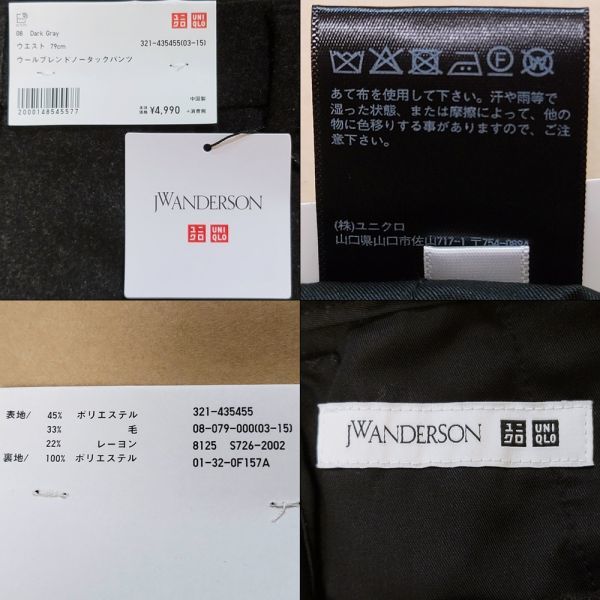 ユニクロ
UNIQLO
08 Dark Gray
ウエスト 79cm
321-435455(03-15)
ウールブレンドノータックパンツ
中国製
本体価格 ¥4,990 +消費税
2000148545577
JWANDERSON
ユニクロ
UNIQLO
あて布を使用して下さい。汗や雨等で
湿った状態、または摩擦によって、他の
物に色移りする事がありますので、ご注
意下さい。
(株)ユニクロ
山口県山口市佐山717-1 〒754-089
表地/ 45% ポリエステル 321-435455
33% 毛 08-079-000(03-15)
22% レーヨン 8125 S726-2002
裏地/ 100% ポリエステル 01-32-0F157A
JWANDERSON
ユニクロ
UNIQLO